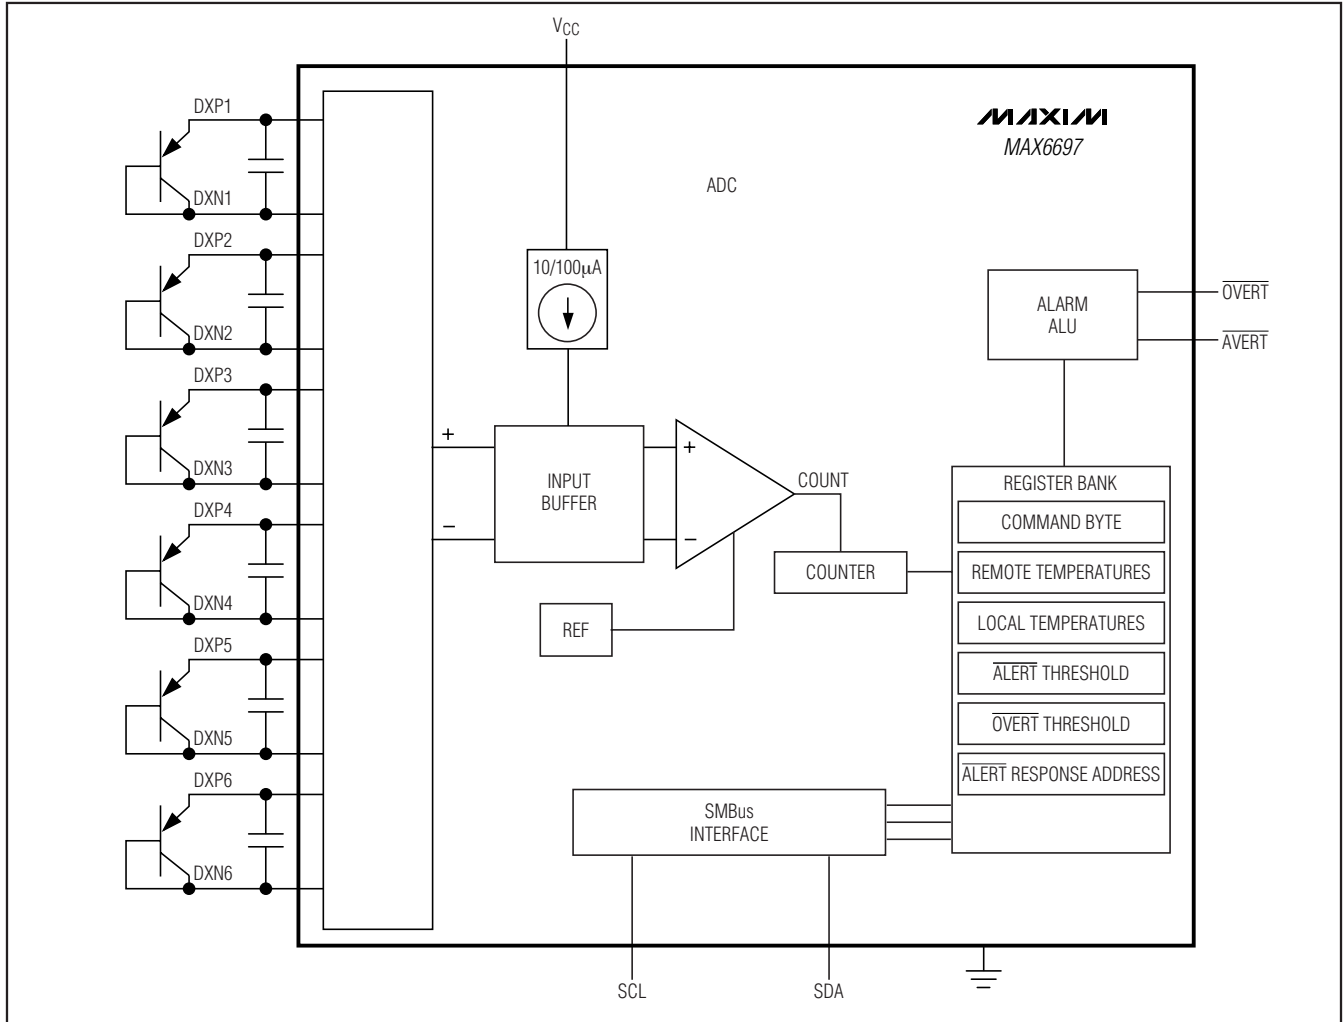 VCC
DXP1
DXN1
DXP2
DXN2
DXP3
DXN3
DXP4
DXN4
DXP5
DXN5
DXP6
DXN6
MAXIM
MAX6697
ADC
10/100µA
+
−
INPUT
BUFFER
+
−
COUNT
COUNTER
REF
ALARM
ALU
OVERT
AVERT
REGISTER BANK
COMMAND BYTE
REMOTE TEMPERATURES
LOCAL TEMPERATURES
ALERT THRESHOLD
OVERT THRESHOLD
ALERT RESPONSE ADDRESS
SMBus
INTERFACE
SCL
SDA